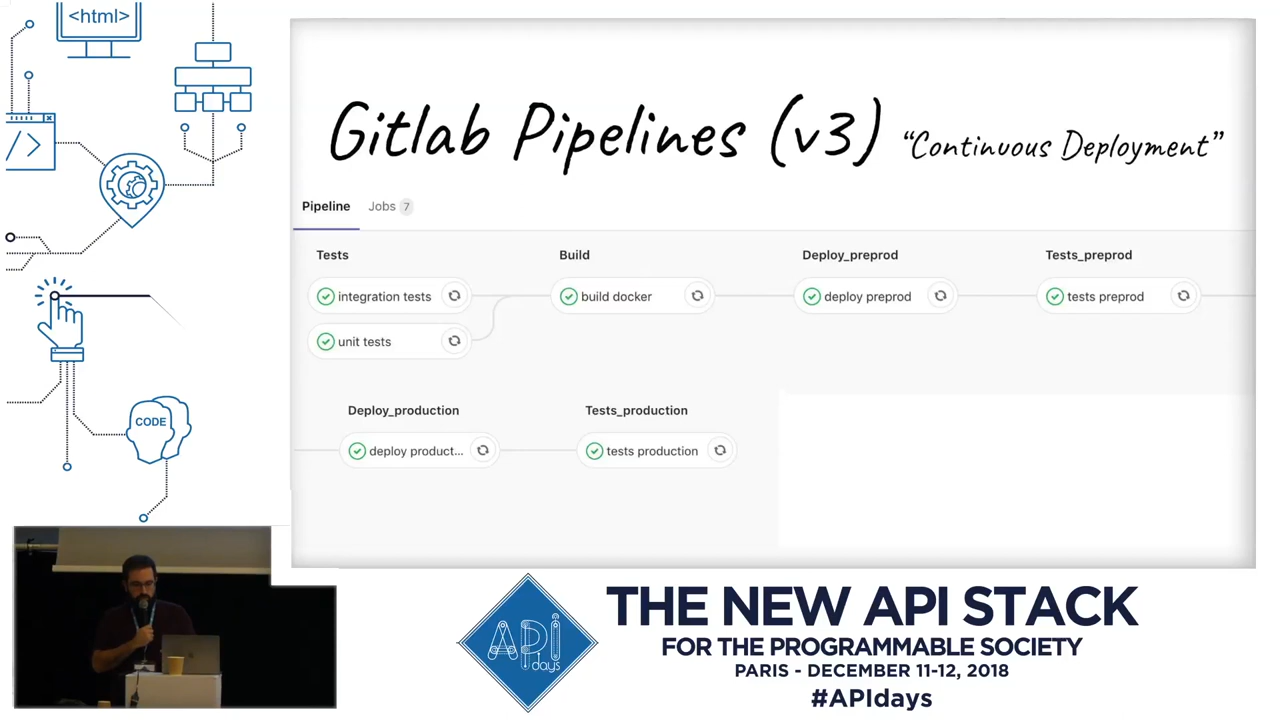 <html>
</>
CODE
Gitlab Pipelines (v3) “Continuous Deployment”
Pipeline Jobs 7
Tests Build Deploy_preprod Tests_preprod
integration tests build docker deploy preprod tests preprod
unit tests
Deploy_production Tests_production
deploy product... tests production
API days
THE NEW API STACK
FOR THE PROGRAMMABLE SOCIETY
PARIS - DECEMBER 11-12, 2018
#APIdays